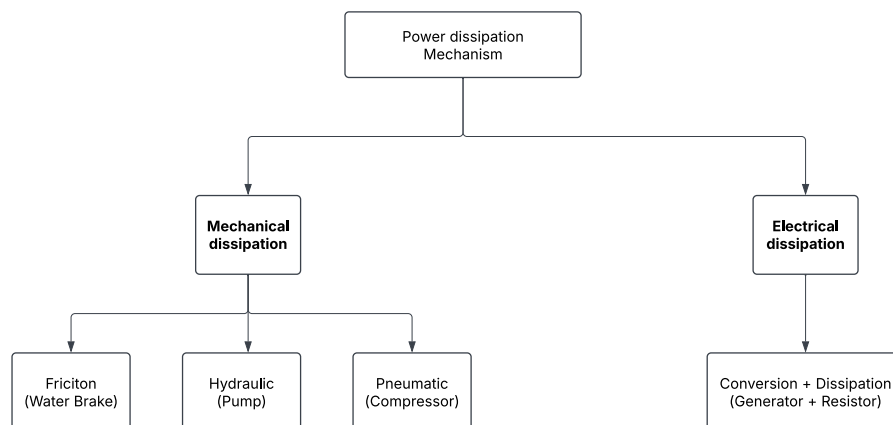 Power dissipation
Mechanism
Mechanical
dissipation
Electrical
dissipation
Friciton
(Water Brake)
Hydraulic
(Pump)
Pneumatic
(Compressor)
Conversion + Dissipation
(Generator + Resistor)